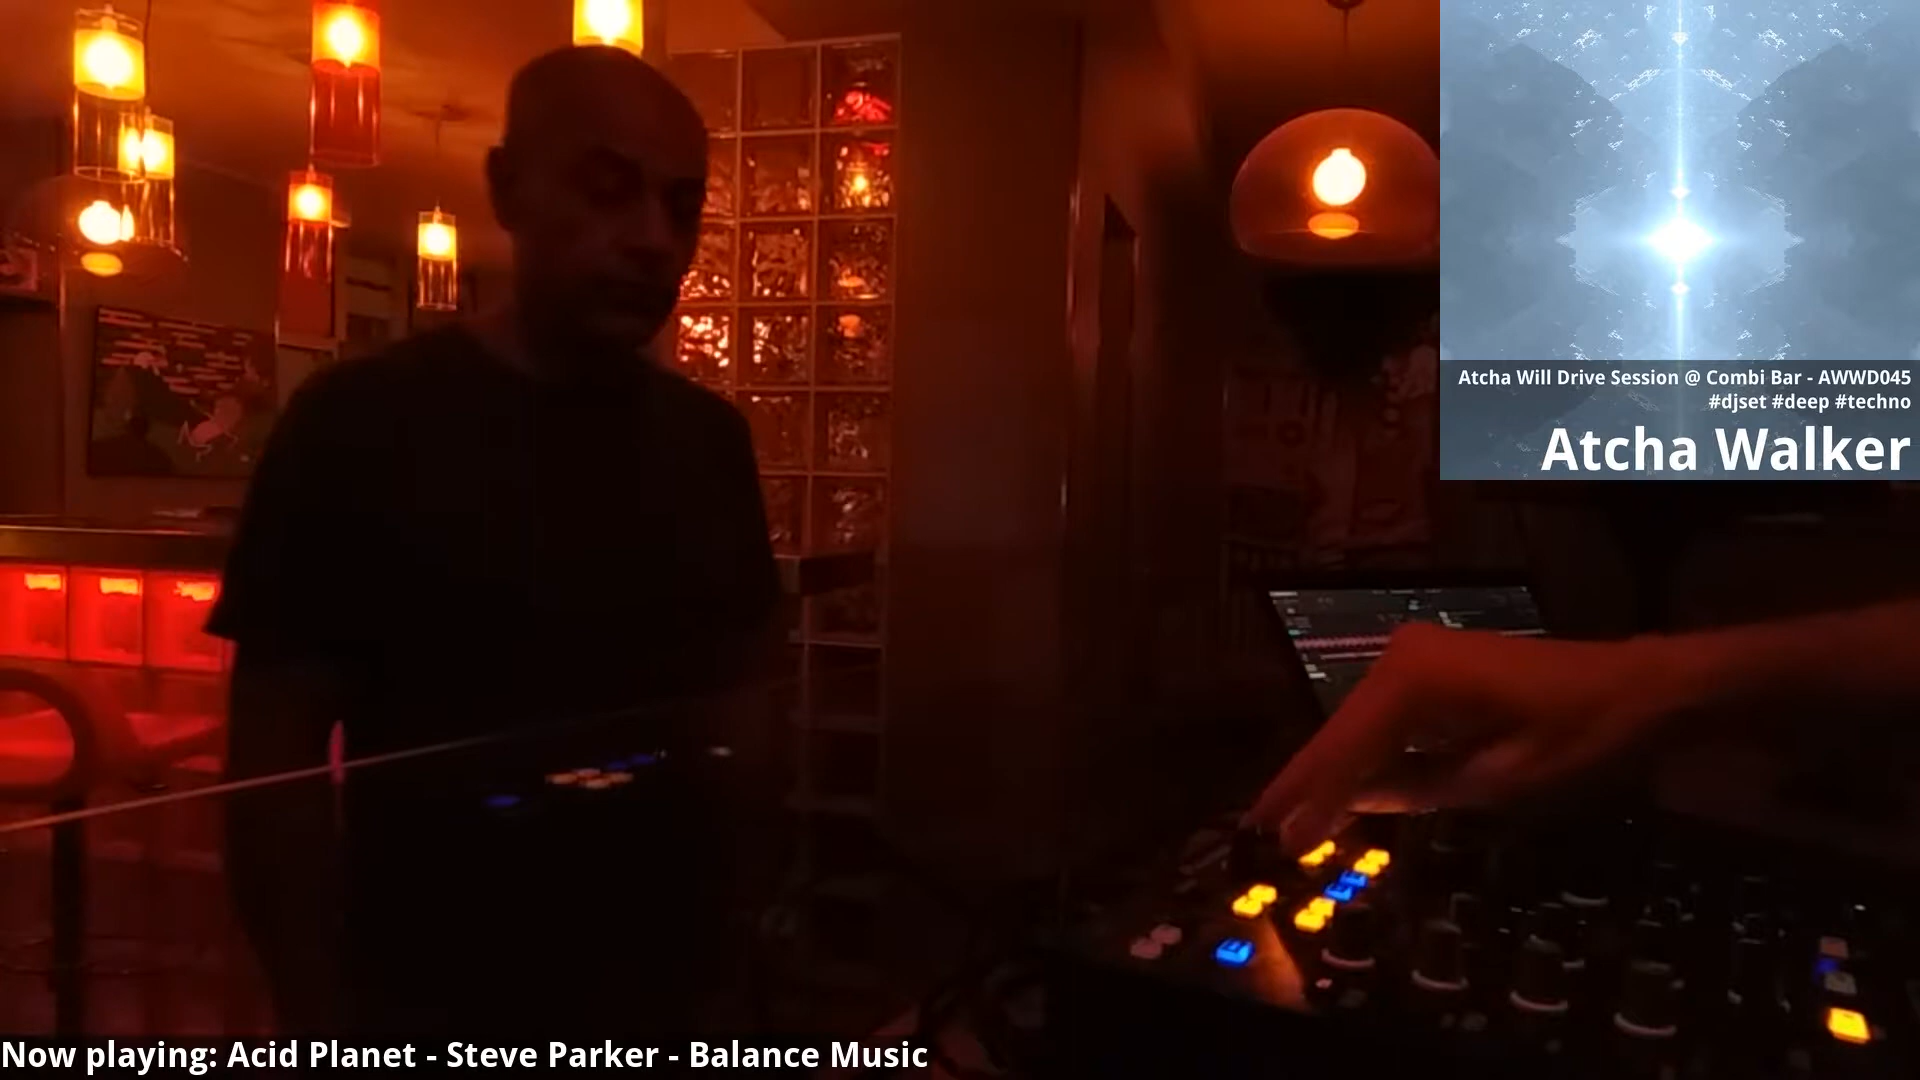 Atcha Will Drive Session @ Combi Bar - AWWD045
#djset #deep #techno
Atcha Walker
Now playing: Acid Planet - Steve Parker - Balance Music